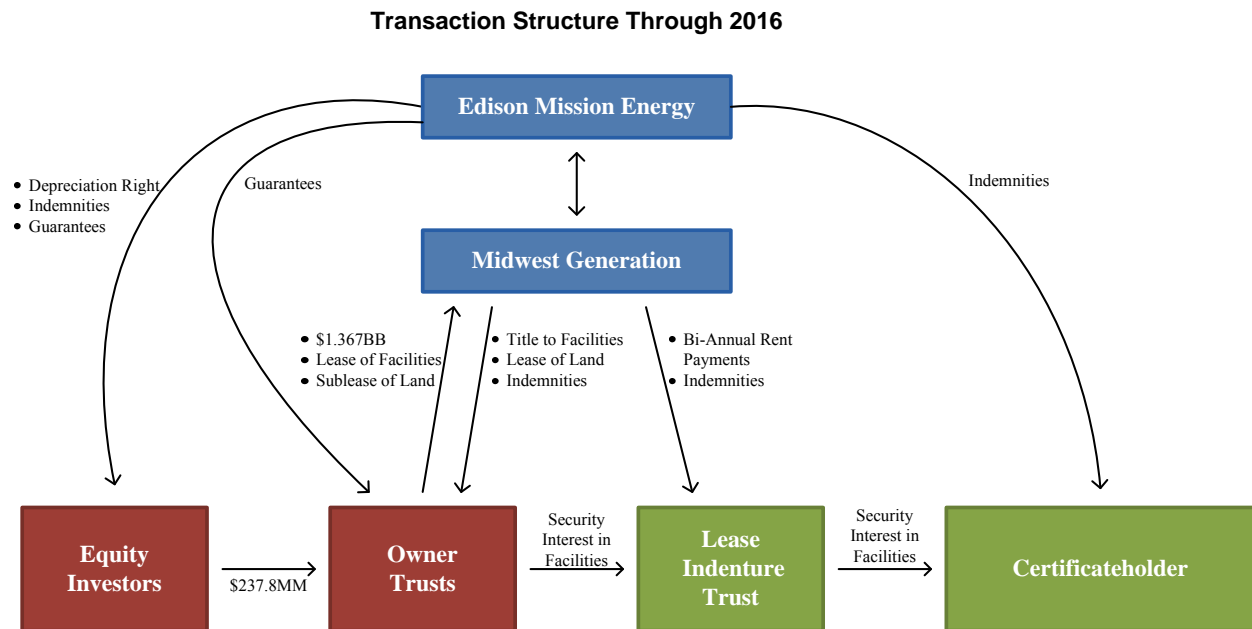 Transaction Structure Through 2016
Edison Mission Energy
• Depreciation Right
• Indemnities
• Guarantees
Guarantees
Indemnities
Midwest Generation
• $1.367BB
• Lease of Facilities
• Sublease of Land
• Title to Facilities
• Lease of Land
• Indemnities
• Bi-Annual Rent
Payments
• Indemnities
Equity
Investors
$237.8MM
Owner
Trusts
Security
Interest in
Facilities
Lease
Indenture
Trust
Security
Interest in
Facilities
Certificateholder